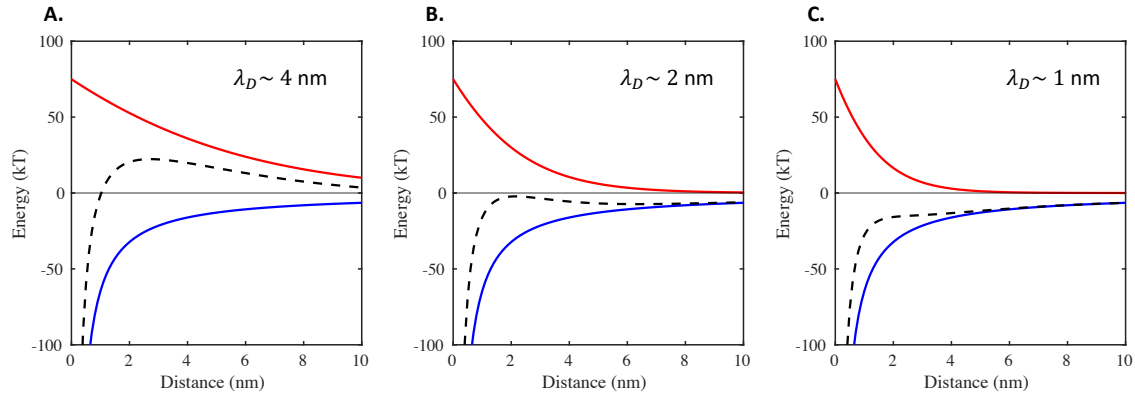 A.
λ_D ~ 4 nm
100
50
0
-50
-100
Energy (kT)
0 2 4 6 8 10
Distance (nm)
B.
λ_D ~ 2 nm
100
50
0
-50
-100
Energy (kT)
0 2 4 6 8 10
Distance (nm)
C.
λ_D ~ 1 nm
100
50
0
-50
-100
Energy (kT)
0 2 4 6 8 10
Distance (nm)